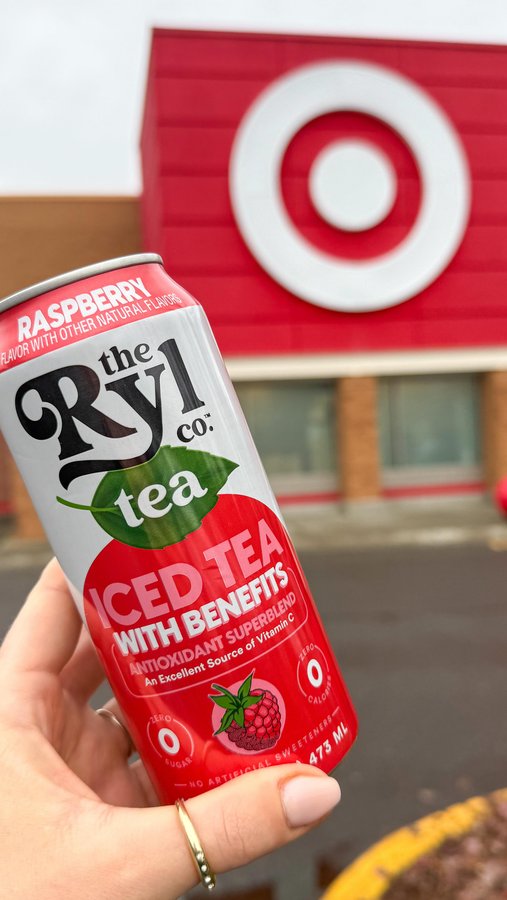 RASPBERRY
FLAVOR WITH OTHER NATURAL FLAVORS
the
Ryl
co.™
tea
ICED TEA
WITH BENEFITS
ANTIOXIDANT SUPERBLEND
An Excellent Source of Vitamin C
ZERO
0
CALORIES
ZERO
0
SUGAR
NO ARTIFICIAL SWEETENERS
473 ML